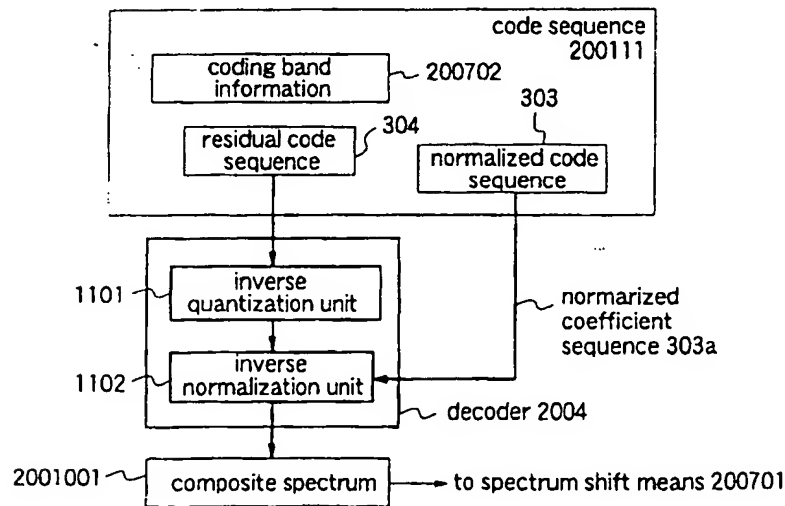 code sequence
200111
coding band
information
200702
303
304
residual code
sequence
normalized code
sequence
1101
inverse
quantization unit
normarized
coefficient
sequence 303a
1102
inverse
normalization unit
decoder 2004
2001001
composite spectrum
to spectrum shift means 200701